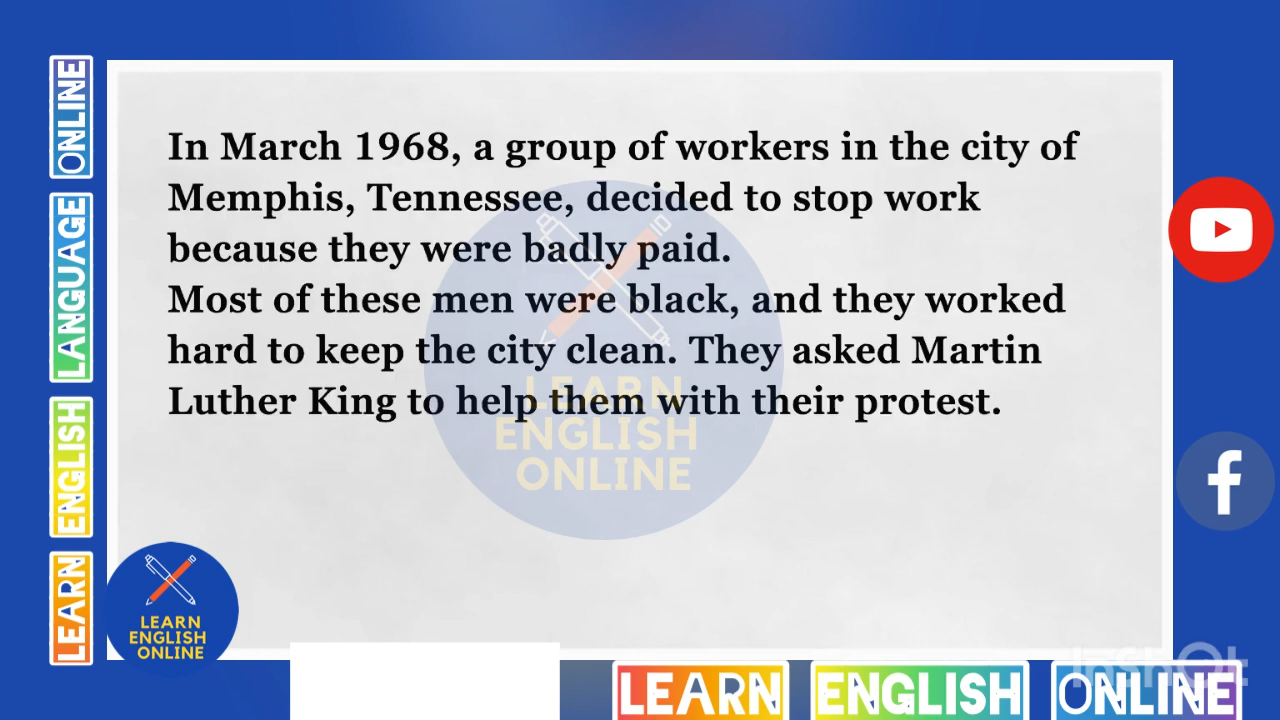 In March 1968, a group of workers in the city of
Memphis, Tennessee, decided to stop work
because they were badly paid.
Most of these men were black, and they worked
hard to keep the city clean. They asked Martin
Luther King to help them with their protest.
LEARN
ENGLISH
ONLINE
LEARN ENGLISH LANGUAGE ONLINE
LEARN
ENGLISH
ONLINE
f
InShOt
LEARN ENGLISH ONLINE